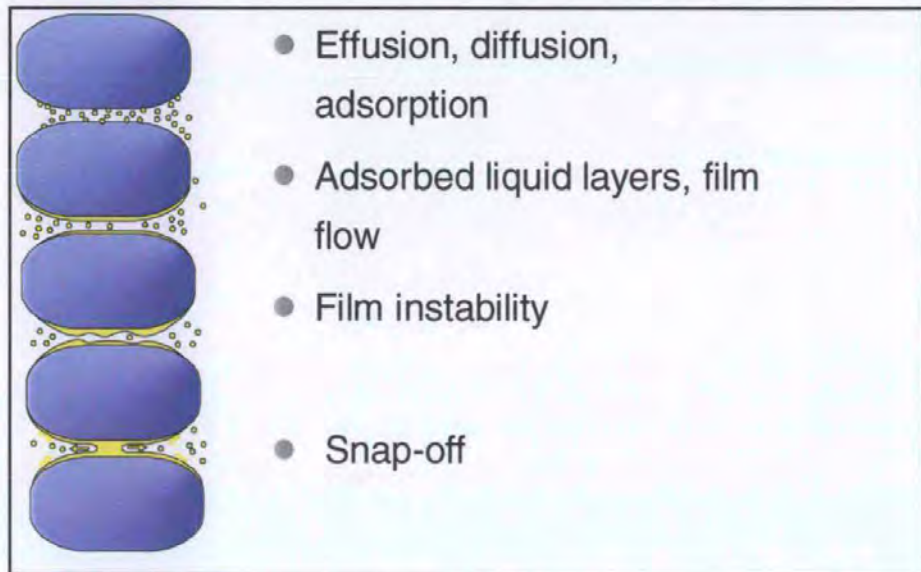 Effusion, diffusion,
adsorption
Adsorbed liquid layers, film
flow
Film instability
Snap-off